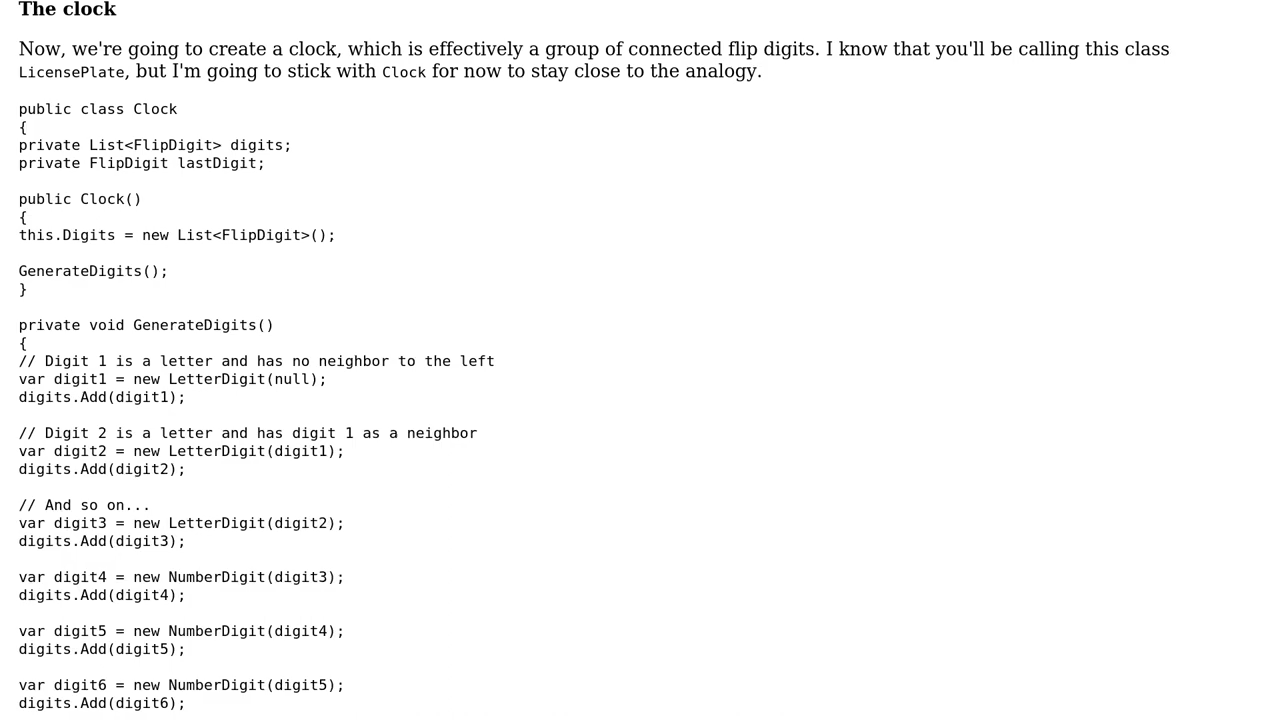 The clock
Now, we're going to create a clock, which is effectively a group of connected flip digits. I know that you'll be calling this class
LicensePlate, but I'm going to stick with Clock for now to stay close to the analogy.
public class Clock
{
private List<FlipDigit> digits;
private FlipDigit lastDigit;
public Clock()
{
this.Digits = new List<FlipDigit>();
GenerateDigits();
}
private void GenerateDigits()
{
// Digit 1 is a letter and has no neighbor to the left
var digit1 = new LetterDigit(null);
digits.Add(digit1);
// Digit 2 is a letter and has digit 1 as a neighbor
var digit2 = new LetterDigit(digit1);
digits.Add(digit2);
// And so on...
var digit3 = new LetterDigit(digit2);
digits.Add(digit3);
var digit4 = new NumberDigit(digit3);
digits.Add(digit4);
var digit5 = new NumberDigit(digit4);
digits.Add(digit5);
var digit6 = new NumberDigit(digit5);
digits.Add(digit6);